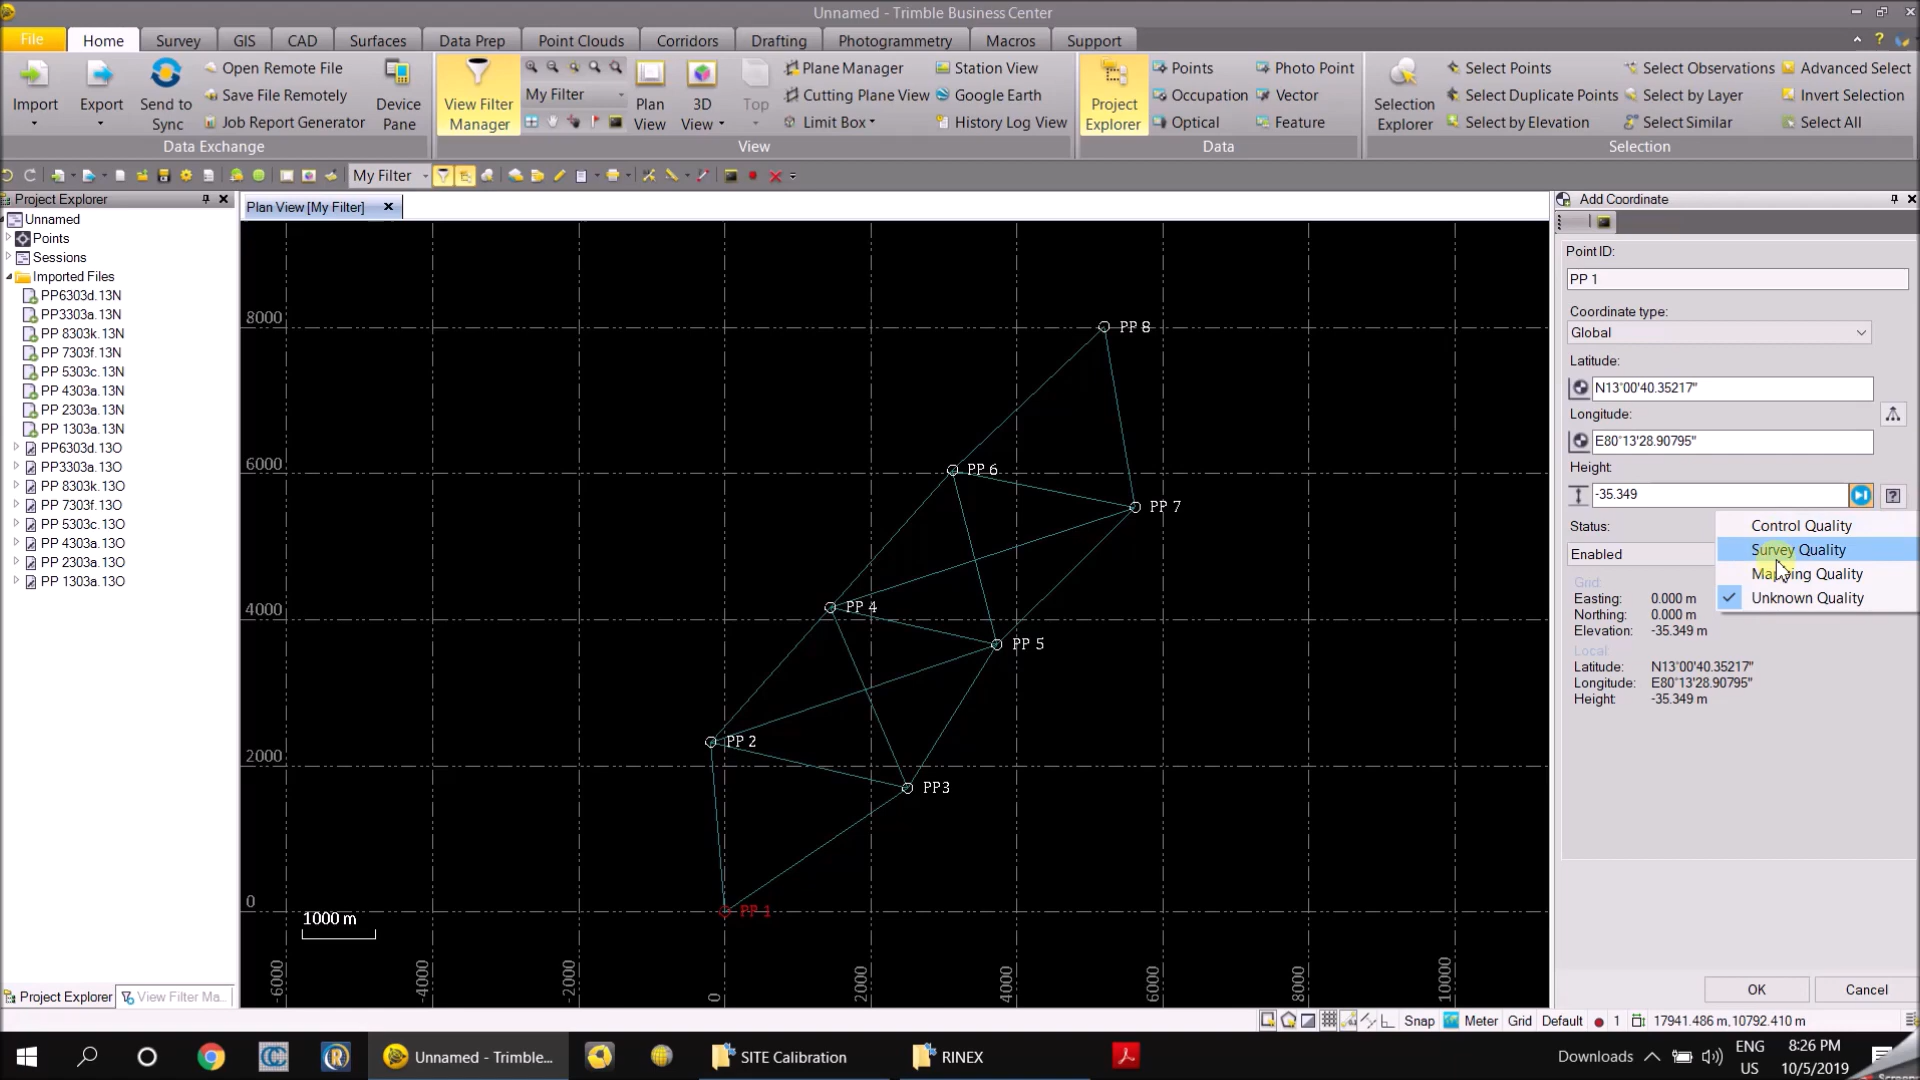 Unnamed - Trimble Business Center
File Home Survey GIS CAD Surfaces Data Prep Point Clouds Corridors Drafting Photogrammetry Macros Support
Import Export Send to Sync Open Remote File Save File Remotely Job Report Generator Device Pane
Data Exchange
View Filter Manager My Filter Plan View 3D View Top Plane Manager Cutting Plane View Limit Box Station View Google Earth History Log View
View
Project Explorer Points Occupation Optical Photo Point Vector Feature
Data
Selection Explorer Select Points Select Duplicate Points Select by Elevation Select Observations Select by Layer Select Similar Advanced Select Invert Selection Select All
Selection
My Filter
Project Explorer
Unnamed
Points
Sessions
Imported Files
PP6303d.13N
PP3303a.13N
PP 8303k.13N
PP 7303f.13N
PP 5303c.13N
PP 4303a.13N
PP 2303a.13N
PP 1303a.13N
PP6303d.13O
PP3303a.13O
PP 8303k.13O
PP 7303f.13O
PP 5303c.13O
PP 4303a.13O
PP 2303a.13O
PP 1303a.13O
Project Explorer View Filter Ma...
Plan View [My Filter]
8000
6000
4000
2000
0
PP 8
PP 6
PP 7
PP 4
PP 5
PP 2
PP3
PP 1
1000 m
-6000 -4000 -2000 0 2000 4000 6000 8000 10000
Add Coordinate
Point ID:
PP 1
Coordinate type:
Global
Latitude:
N13°00'40.35217"
Longitude:
E80°13'28.90795"
Height:
-35.349
Status:
Enabled
Control Quality
Survey Quality
Mapping Quality
Unknown Quality
Grid:
Easting: 0.000 m
Northing: 0.000 m
Elevation: -35.349 m
Local:
Latitude: N13°00'40.35217"
Longitude: E80°13'28.90795"
Height: -35.349 m
OK Cancel
Snap Meter Grid Default 1 17941.486 m,10792.410 m
Unnamed - Trimble... SITE Calibration RINEX
Downloads ENG US 8:26 PM 10/5/2019